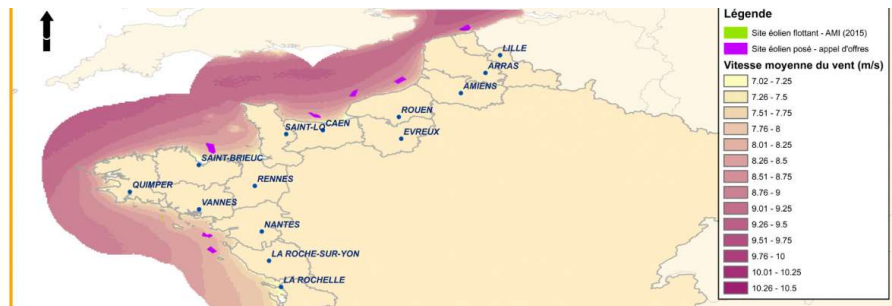 Légende
Site éolien flottant - AMI (2015)
Site éolien posé - appel d'offres
Vitesse moyenne du vent (m/s)
7.02 - 7.25
7.26 - 7.5
7.51 - 7.75
7.76 - 8
8.01 - 8.25
8.26 - 8.5
8.51 - 8.75
8.76 - 9
9.01 - 9.25
9.26 - 9.5
9.51 - 9.75
9.76 - 10
10.01 - 10.25
10.26 - 10.5
LILLE
ARRAS
AMIENS
ROUEN
CAEN
SAINT-LO
EVREUX
SAINT-BRIEUC
RENNES
QUIMPER
VANNES
NANTES
LA ROCHE-SUR-YON
LA ROCHELLE